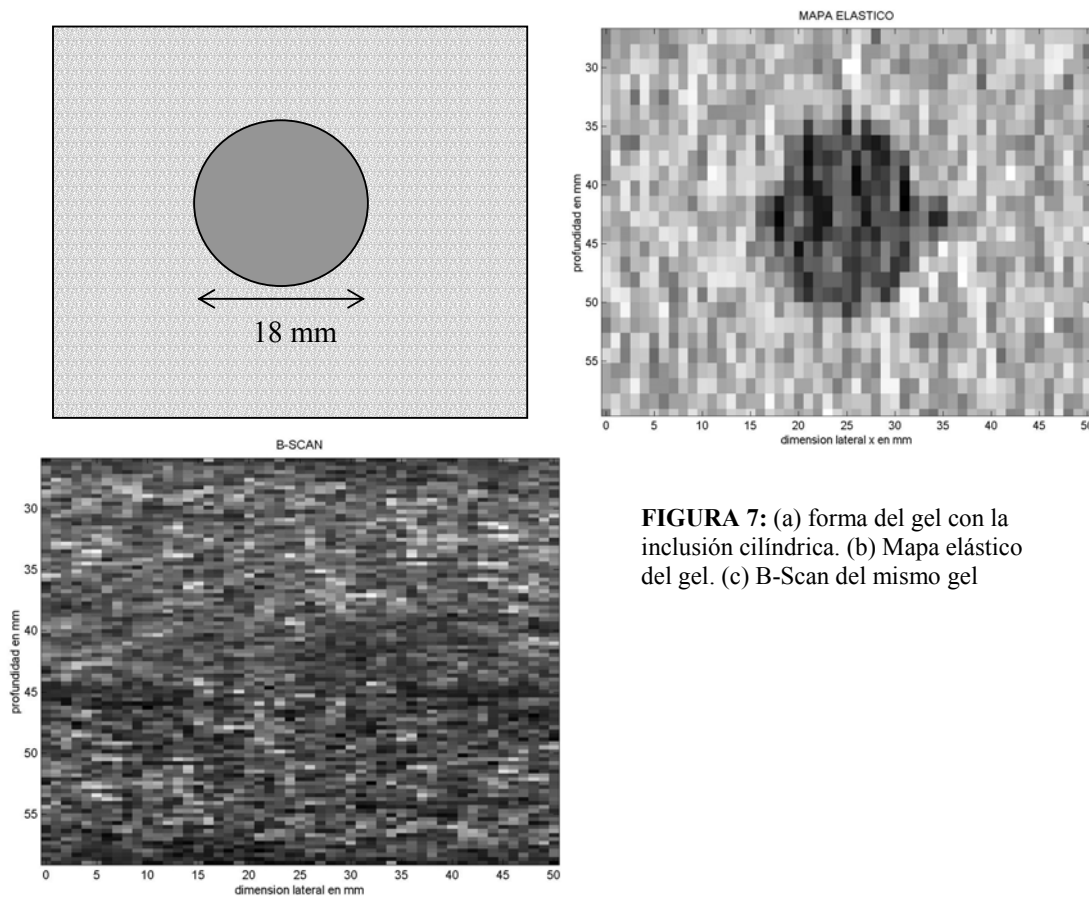 18 mm
MAPA ELASTICO
profundidad en mm
30
35
40
45
50
55
0 5 10 15 20 25 30 35 40 45 50
dimension lateral x en mm
B-SCAN
profundidad en mm
30
35
40
45
50
55
0 5 10 15 20 25 30 35 40 45 50
dimension lateral en mm
FIGURA 7: (a) forma del gel con la
inclusión cilíndrica. (b) Mapa elástico
del gel. (c) B-Scan del mismo gel